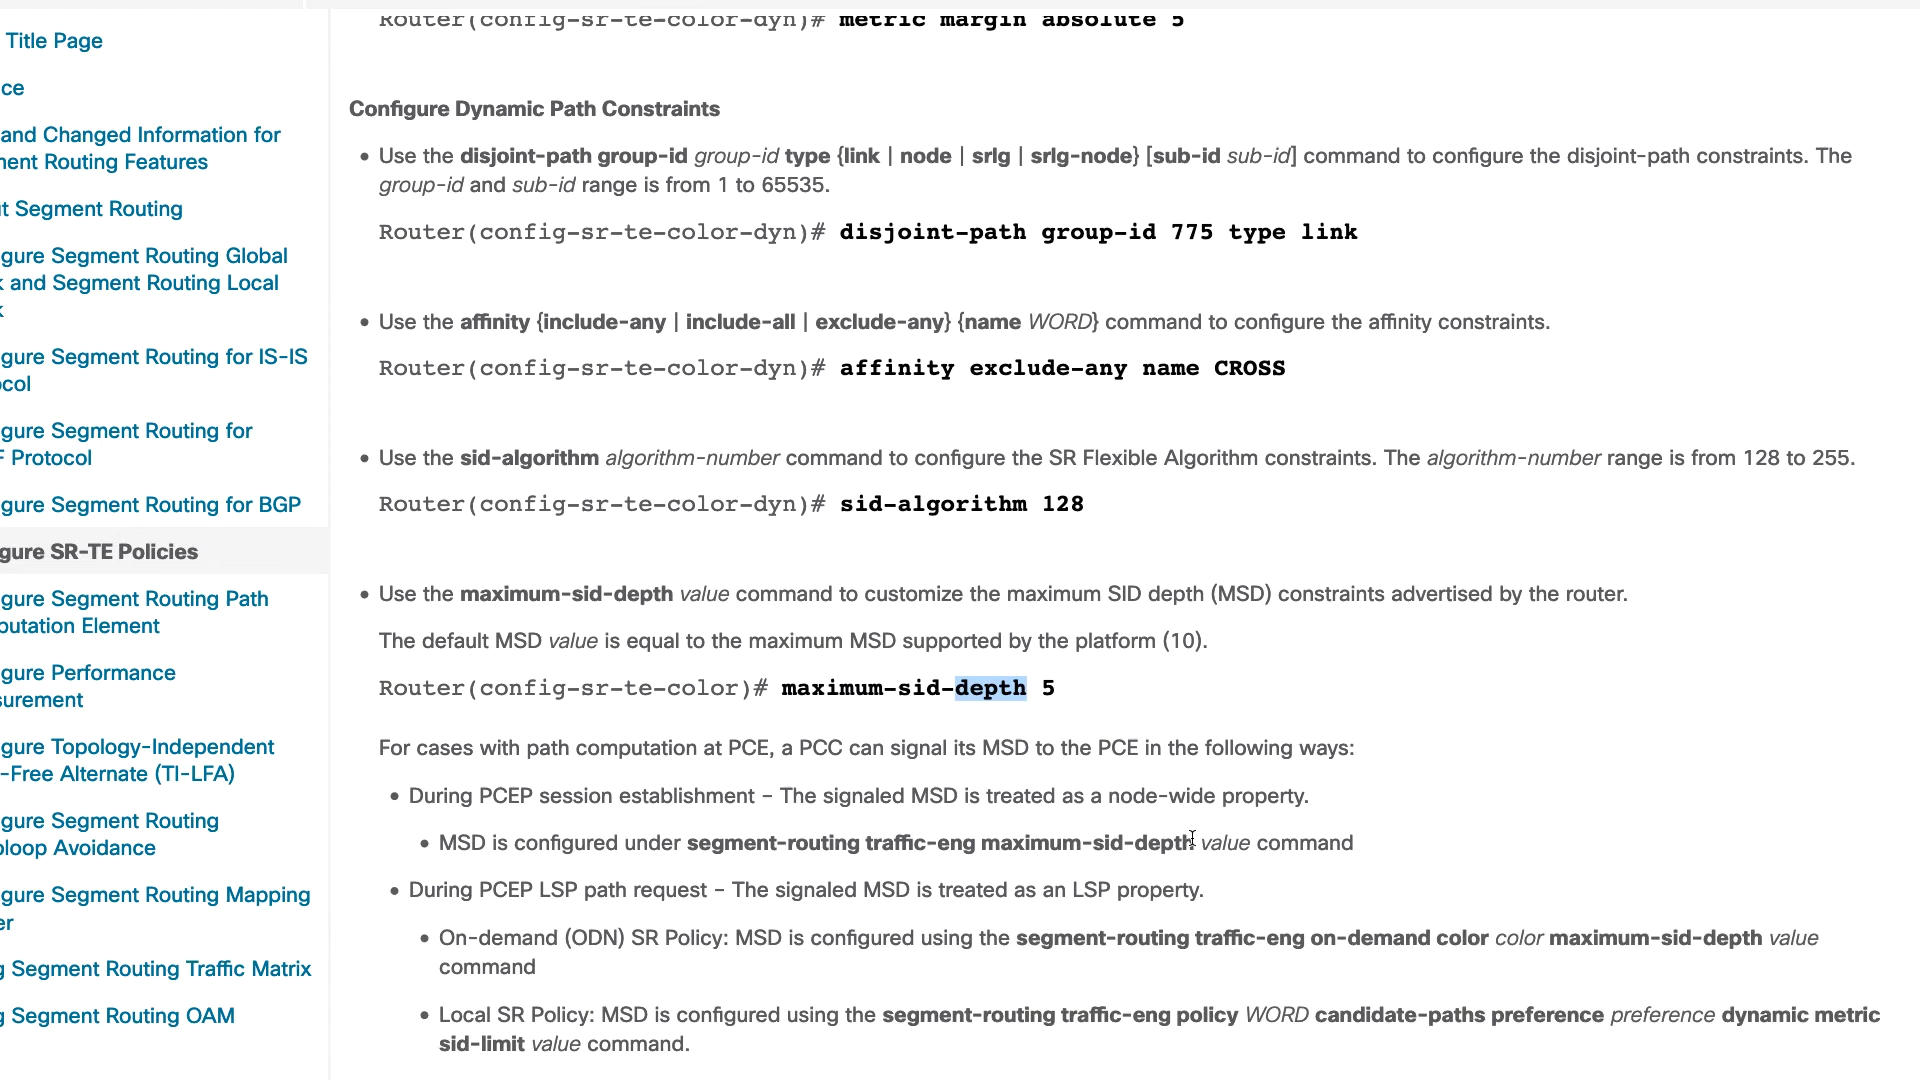 Title Page
ce
and Changed Information for
ment Routing Features
t Segment Routing
gure Segment Routing Global
k and Segment Routing Local
k
gure Segment Routing for IS-IS
ocol
gure Segment Routing for
F Protocol
gure Segment Routing for BGP
gure SR-TE Policies
gure Segment Routing Path
putation Element
gure Performance
surement
gure Topology-Independent
-Free Alternate (TI-LFA)
gure Segment Routing
oloop Avoidance
gure Segment Routing Mapping
er
g Segment Routing Traffic Matrix
g Segment Routing OAM
Router(config-sr-te-color-dyn)# metric margin absolute 5
Configure Dynamic Path Constraints
• Use the disjoint-path group-id group-id type {link | node | srlg | srlg-node} [sub-id sub-id] command to configure the disjoint-path constraints. The
group-id and sub-id range is from 1 to 65535.
Router(config-sr-te-color-dyn)# disjoint-path group-id 775 type link
• Use the affinity {include-any | include-all | exclude-any} {name WORD} command to configure the affinity constraints.
Router(config-sr-te-color-dyn)# affinity exclude-any name CROSS
• Use the sid-algorithm algorithm-number command to configure the SR Flexible Algorithm constraints. The algorithm-number range is from 128 to 255.
Router(config-sr-te-color-dyn)# sid-algorithm 128
• Use the maximum-sid-depth value command to customize the maximum SID depth (MSD) constraints advertised by the router.
The default MSD value is equal to the maximum MSD supported by the platform (10).
Router(config-sr-te-color)# maximum-sid-depth 5
For cases with path computation at PCE, a PCC can signal its MSD to the PCE in the following ways:
• During PCEP session establishment – The signaled MSD is treated as a node-wide property.
• MSD is configured under segment-routing traffic-eng maximum-sid-depth value command
• During PCEP LSP path request – The signaled MSD is treated as an LSP property.
• On-demand (ODN) SR Policy: MSD is configured using the segment-routing traffic-eng on-demand color color maximum-sid-depth value
command
• Local SR Policy: MSD is configured using the segment-routing traffic-eng policy WORD candidate-paths preference preference dynamic metric
sid-limit value command.